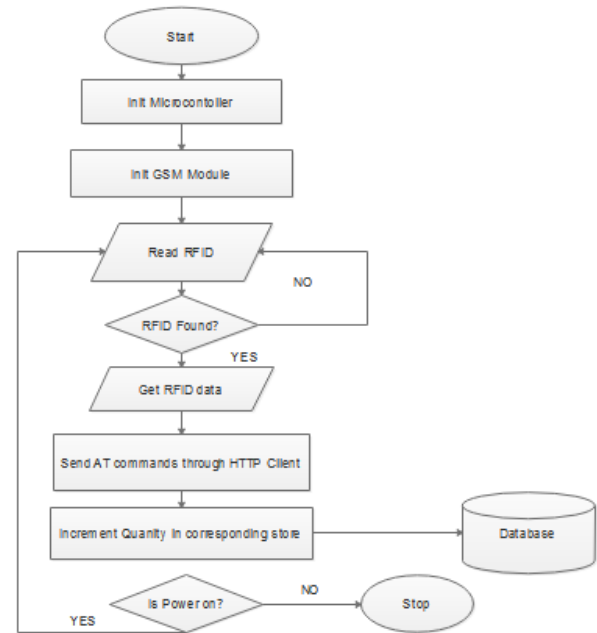 Start
Init Microcontoller
Init GSM Module
Read RFID
NO
RFID Found?
YES
Get RFID data
Send AT commands through HTTP Client
Increment Quanity in corresponding store
Database
Is Power on?
NO
Stop
YES